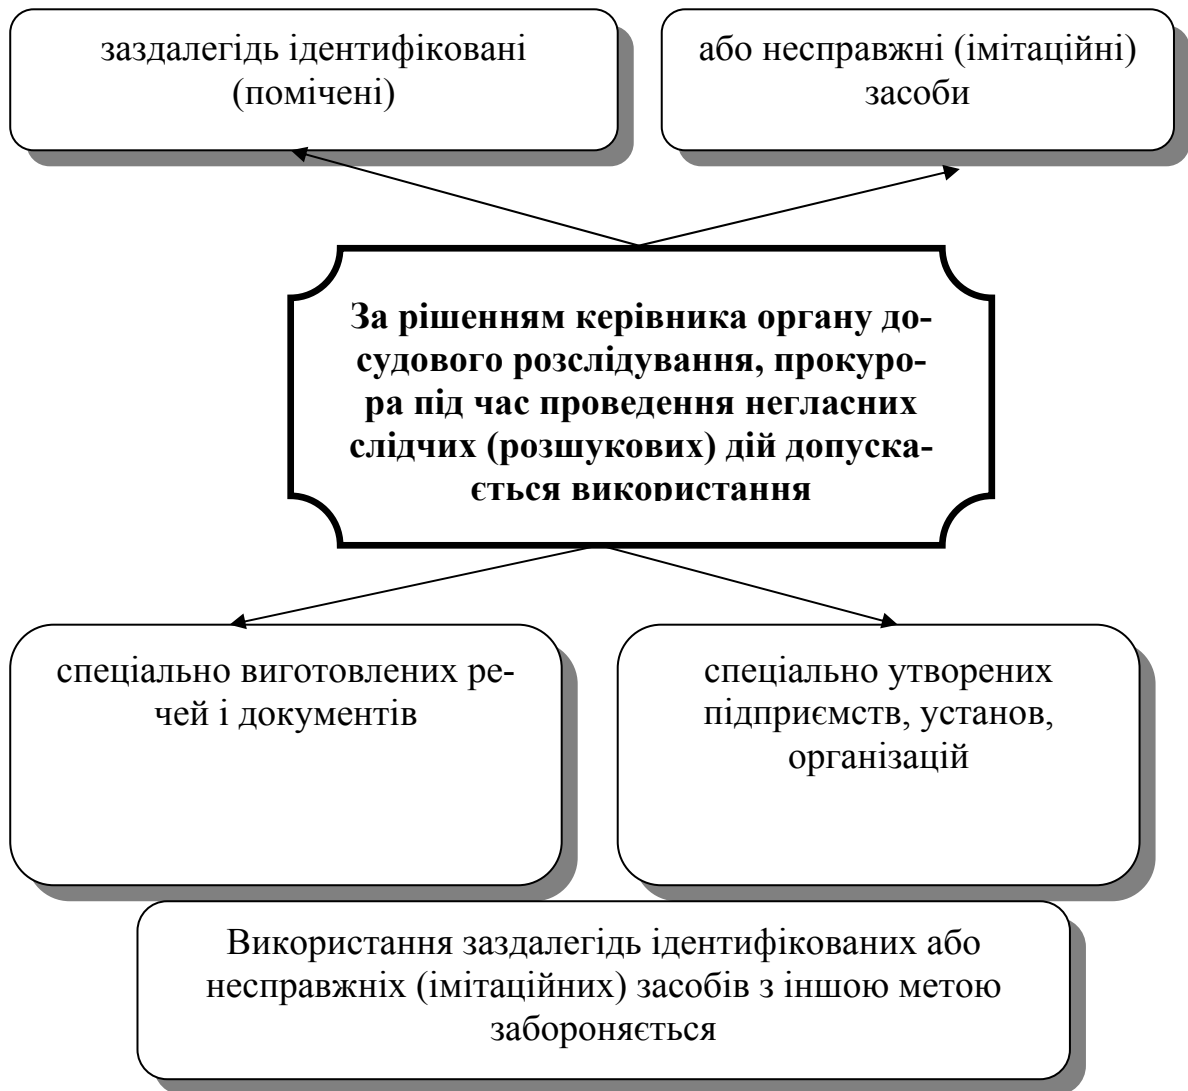 заздалегідь ідентифіковані
(помічені)
або несправжні (імітаційні)
засоби
За рішенням керівника органу до-
судового розслідування, прокуро-
ра під час проведення негласних
слідчих (розшукових) дій допуска-
ється використання
спеціально виготовлених ре-
чей і документів
спеціально утворених
підприємств, установ,
організацій
Використання заздалегідь ідентифікованих або
несправжніх (імітаційних) засобів з іншою метою
забороняється